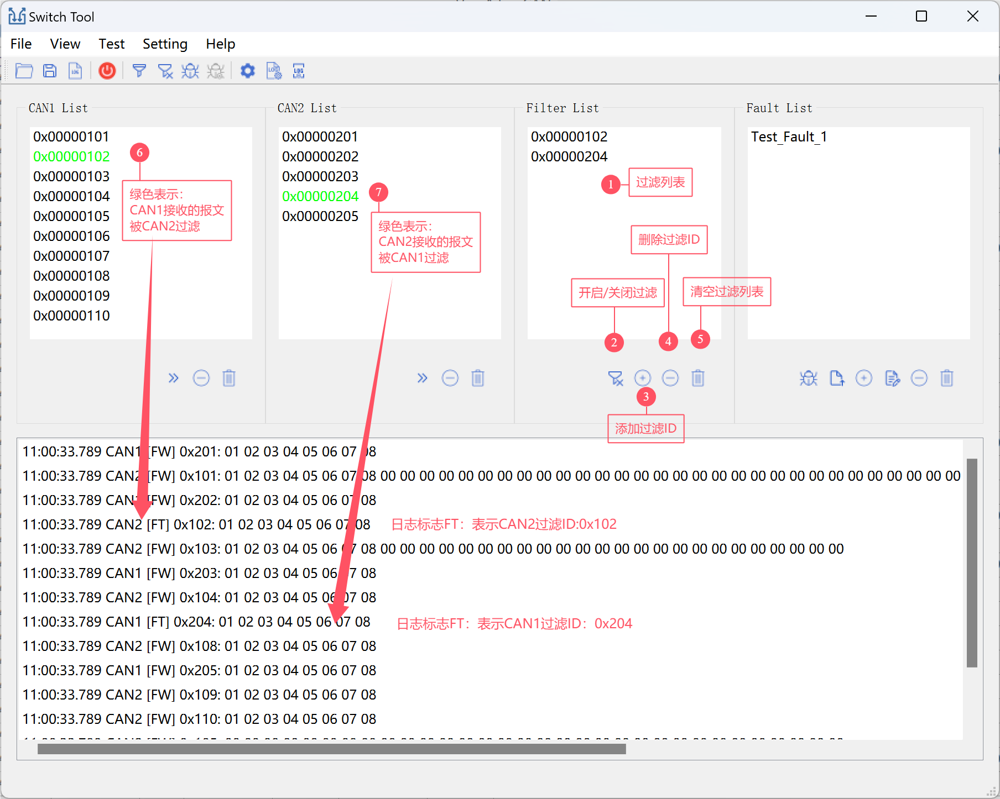 Switch Tool
File View Test Setting Help
CAN1 List
0x00000101
0x00000102
0x00000103
0x00000104
0x00000105
0x00000106
0x00000107
0x00000108
0x00000109
0x00000110
6
绿色表示:
CAN1接收的报文
被CAN2过滤
CAN2 List
0x00000201
0x00000202
0x00000203
0x00000204
0x00000205
7
绿色表示:
CAN2接收的报文
被CAN1过滤
Filter List
0x00000102
0x00000204
1
过滤列表
删除过滤ID
开启/关闭过滤
清空过滤列表
2
4
5
3
添加过滤ID
Fault List
Test_Fault_1
11:00:33.789 CAN1 [FW] 0x201: 01 02 03 04 05 06 07 08
11:00:33.789 CAN2 [FW] 0x101: 01 02 03 04 05 06 07 08 00 00 00 00 00 00 00 00 00 00 00 00 00 00 00 00 00 00 00 00 00 00 00 00 00 00
11:00:33.789 CAN1 [FW] 0x202: 01 02 03 04 05 06 07 08
11:00:33.789 CAN2 [FT] 0x102: 01 02 03 04 05 06 07 08
日志标志FT：表示CAN2过滤ID:0x102
11:00:33.789 CAN2 [FW] 0x103: 01 02 03 04 05 06 07 08 00 00 00 00 00 00 00 00 00 00 00 00 00 00 00 00 00 00 00 00 00 00 00 00
11:00:33.789 CAN1 [FW] 0x203: 01 02 03 04 05 06 07 08
11:00:33.789 CAN2 [FW] 0x104: 01 02 03 04 05 06 07 08
11:00:33.789 CAN1 [FT] 0x204: 01 02 03 04 05 06 07 08
日志标志FT：表示CAN1过滤ID：0x204
11:00:33.789 CAN2 [FW] 0x108: 01 02 03 04 05 06 07 08
11:00:33.789 CAN1 [FW] 0x205: 01 02 03 04 05 06 07 08
11:00:33.789 CAN2 [FW] 0x109: 01 02 03 04 05 06 07 08
11:00:33.789 CAN2 [FW] 0x110: 01 02 03 04 05 06 07 08